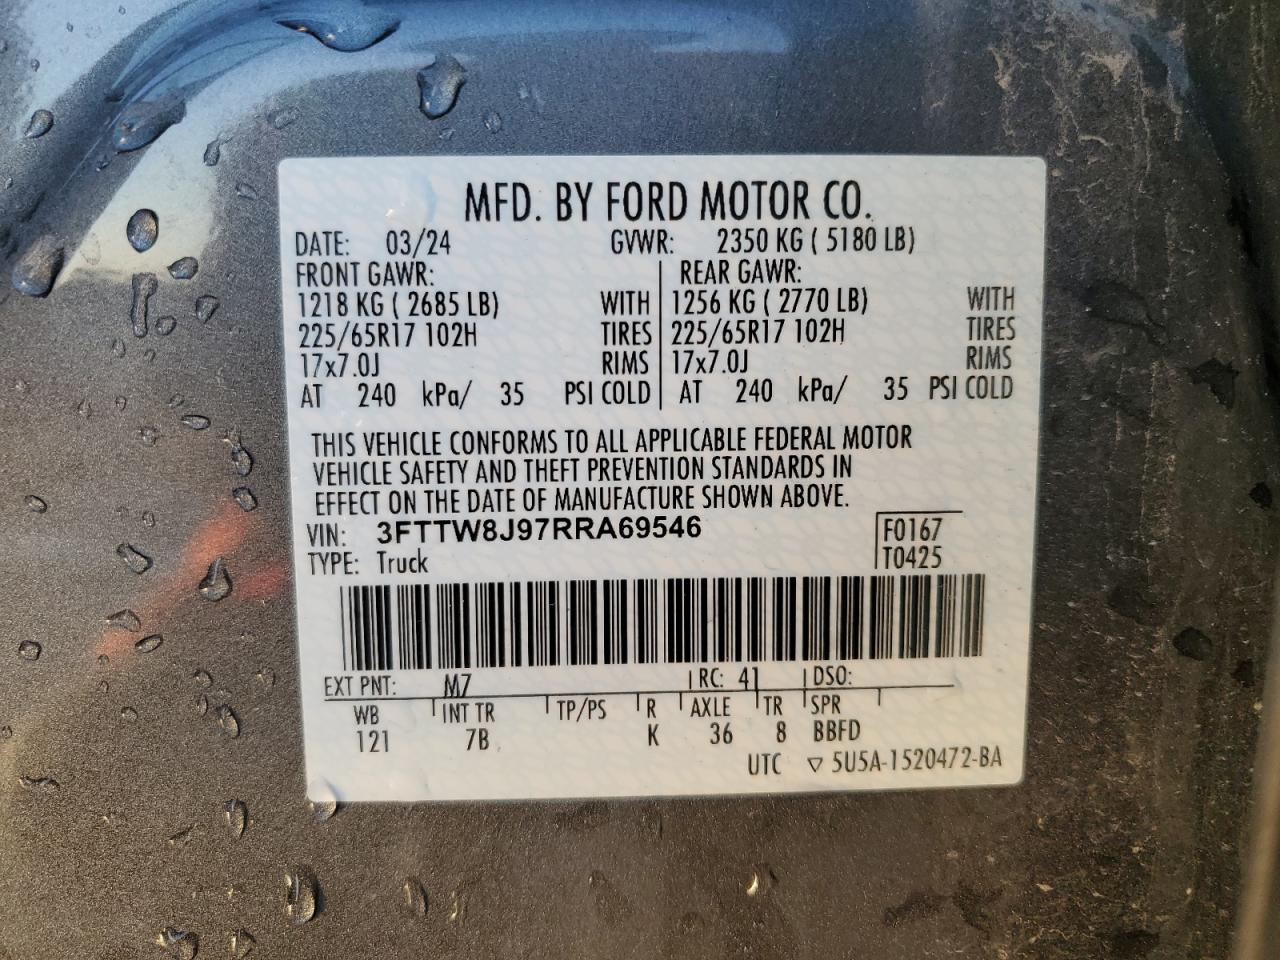 MFD. BY FORD MOTOR CO.
DATE: 03/24 GVWR: 2350 KG ( 5180 LB)
FRONT GAWR: REAR GAWR:
1218 KG ( 2685 LB) WITH 1256 KG ( 2770 LB) WITH
225/65R17 102H TIRES 225/65R17 102H TIRES
17x7.0J RIMS 17x7.0J RIMS
AT 240 kPa/ 35 PSI COLD AT 240 kPa/ 35 PSI COLD
THIS VEHICLE CONFORMS TO ALL APPLICABLE FEDERAL MOTOR
VEHICLE SAFETY AND THEFT PREVENTION STANDARDS IN
EFFECT ON THE DATE OF MANUFACTURE SHOWN ABOVE.
VIN: 3FTTW8J97RRA69546 F0167
TYPE: Truck T0425
EXT PNT: M7 RC: 41 DSO:
WB INT TR TP/PS R AXLE TR SPR
121 7B K 36 8 BBFD
UTC ▽ 5U5A-1520472-BA